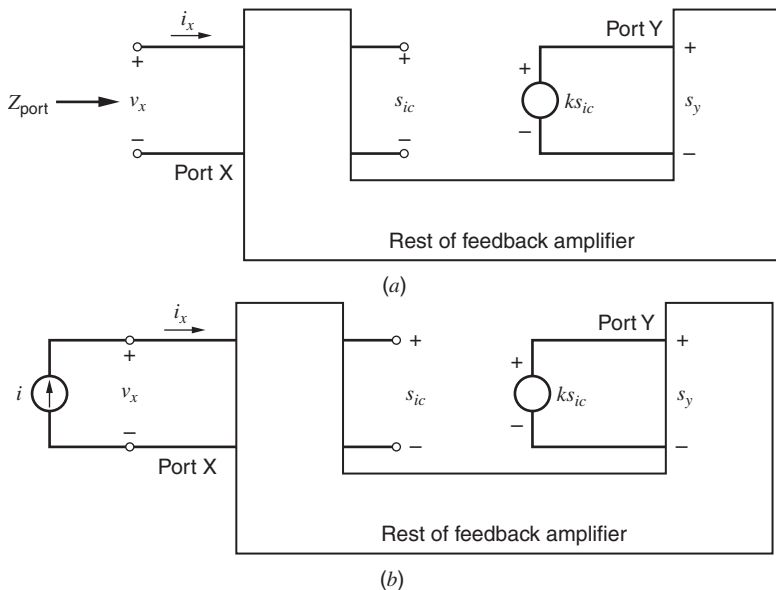 i_x
Port Y
+ + + +
Z_port v_x s_ic ks_ic s_y
− − − −
Port X
Rest of feedback amplifier
(a)
i_x
Port Y
+ + + +
i v_x s_ic ks_ic s_y
− − − −
Port X
Rest of feedback amplifier
(b)